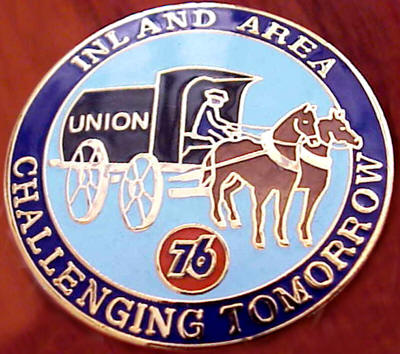 INLAND AREA
UNION
76
CHALLENGING TOMORROW